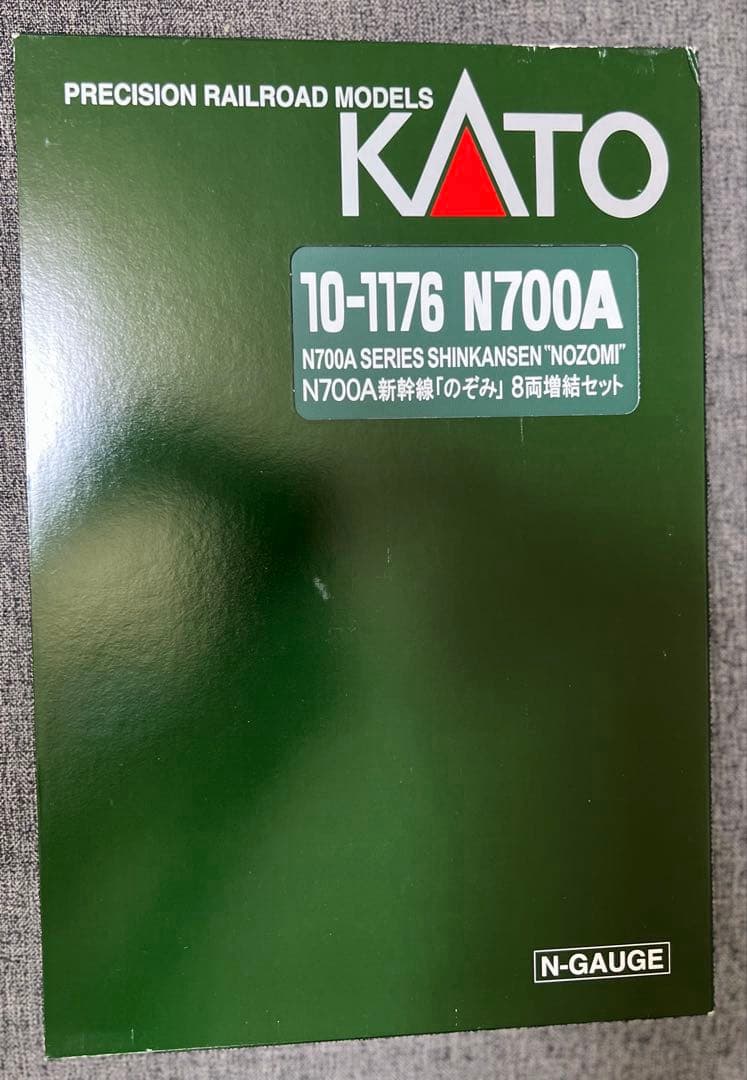 PRECISION RAILROAD MODELS
KATO
10-1176 N700A
N700A SERIES SHINKANSEN "NOZOMI"
N700A新幹線「のぞみ」8両増結セット
N-GAUGE